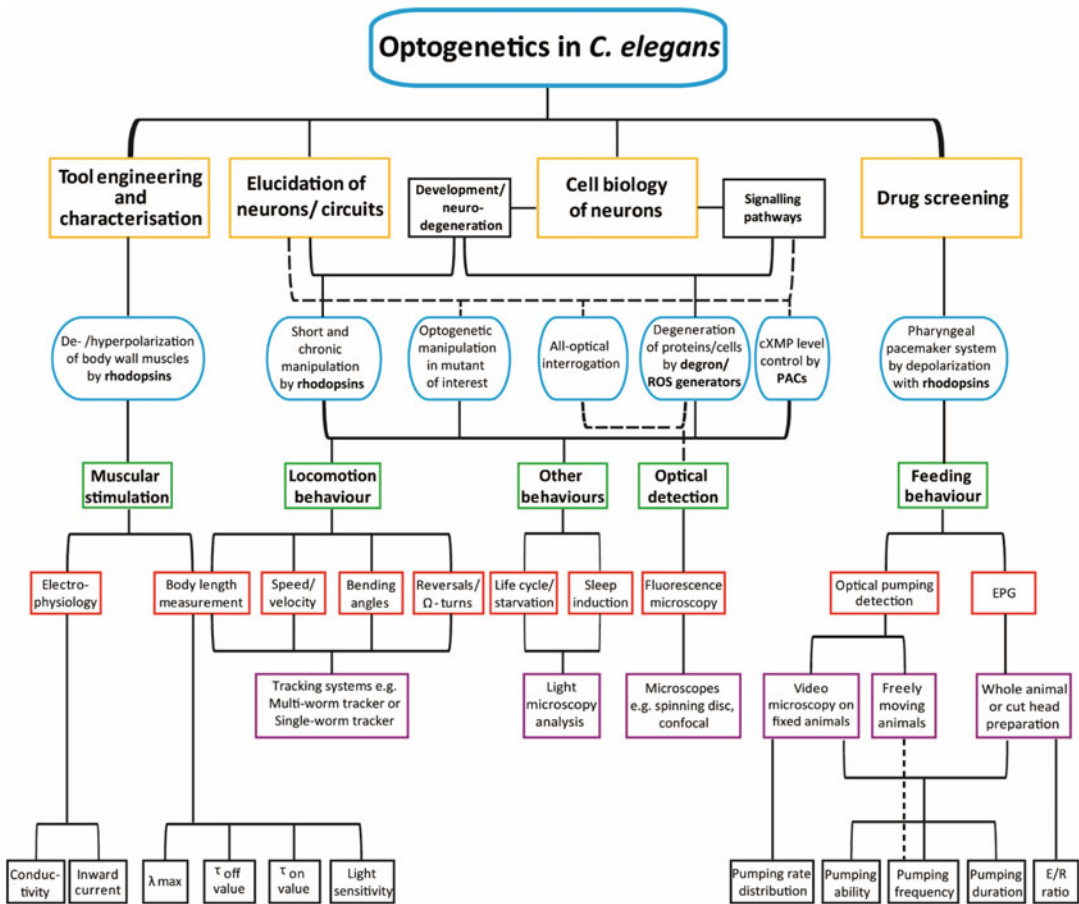 Optogenetics in C. elegans
Tool engineering
and
characterisation
Elucidation of
neurons/ circuits
Development/
neuro-
degeneration
Cell biology
of neurons
Signalling
pathways
Drug screening
De- /hyperpolarization
of body wall muscles
by rhodopsins
Short and
chronic
manipulation
by rhodopsins
Optogenetic
manipulation
in mutant
of interest
All-optical
interrogation
Degeneration
of proteins/cells
by degron/
ROS generators
cXMP level
control by
PACs
Pharyngeal
pacemaker system
by depolarization
with rhodopsins
Muscular
stimulation
Locomotion
behaviour
Other
behaviours
Optical
detection
Feeding
behaviour
Electro-
physiology
Body length
measurement
Speed/
velocity
Bending
angles
Reversals/
Ω- turns
Life cycle/
starvation
Sleep
induction
Fluorescence
microscopy
Optical pumping
detection
EPG
Tracking systems e.g.
Multi-worm tracker or
Single-worm tracker
Light
microscopy
analysis
Microscopes
e.g. spinning disc,
confocal
Video
microscopy on
fixed animals
Freely
moving
animals
Whole animal
or cut head
preparation
Conduc-
tivity
Inward
current
λ max
τ off
value
τ on
value
Light
sensitivity
Pumping rate
distribution
Pumping
ability
Pumping
frequency
Pumping
duration
E/R
ratio